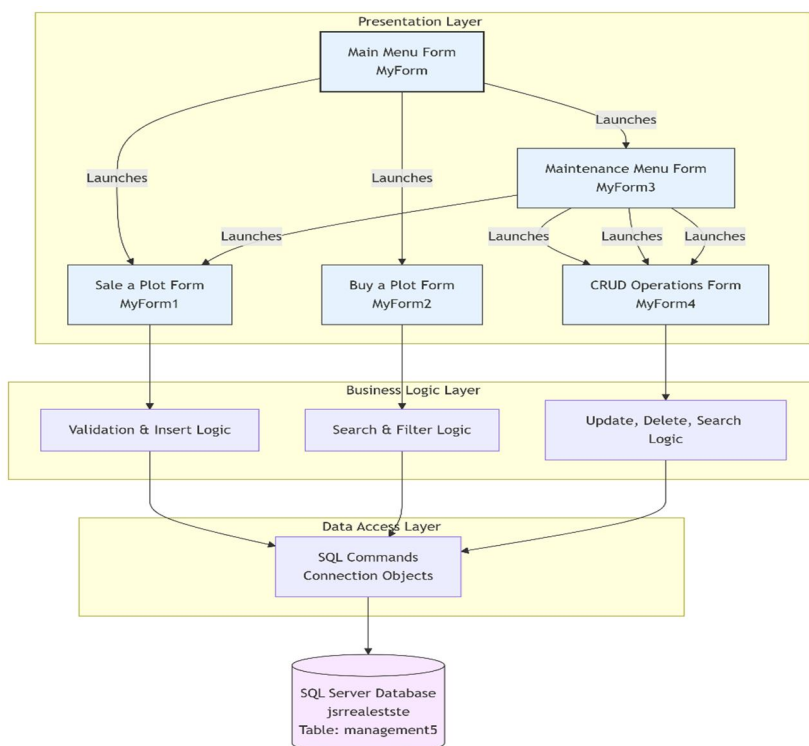 Presentation Layer
Main Menu Form
MyForm
Launches
Maintenance Menu Form
MyForm3
Launches
Launches
Launches
Launches
Launches
Launches
Sale a Plot Form
MyForm1
Buy a Plot Form
MyForm2
CRUD Operations Form
MyForm4
Business Logic Layer
Validation & Insert Logic
Search & Filter Logic
Update, Delete, Search
Logic
Data Access Layer
SQL Commands
Connection Objects
SQL Server Database
jsrrealestste
Table: management5